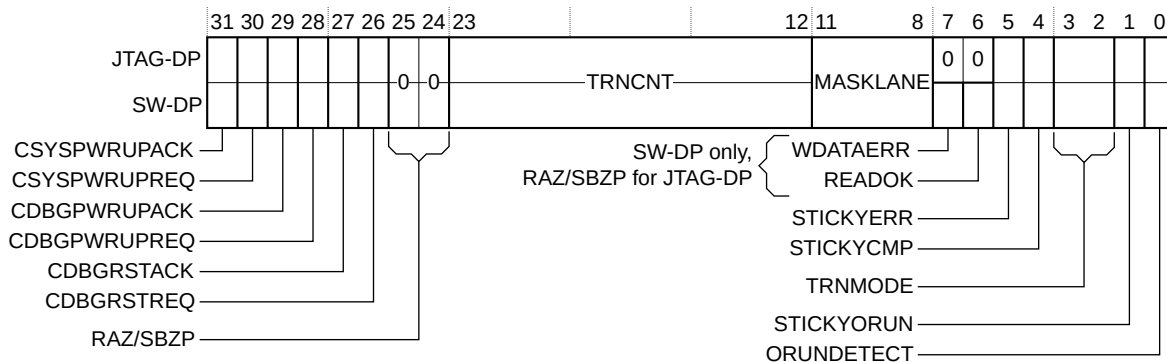 31 30 29 28 27 26 25 24 23 12 11 8 7 6 5 4 3 2 1 0
JTAG-DP 0 0
0 0 TRNCNT MASKLANE
SW-DP
CSYSPWRUPACK
CSYSPWRUPREQ
CDBGPWRUPACK
CDBGPWRUPREQ
CDBGRSTACK
CDBGRSTREQ
RAZ/SBZP
SW-DP only,
RAZ/SBZP for JTAG-DP
WDATAERR
READOK
STICKYERR
STICKYCMP
TRNMODE
STICKYORUN
ORUNDETECT